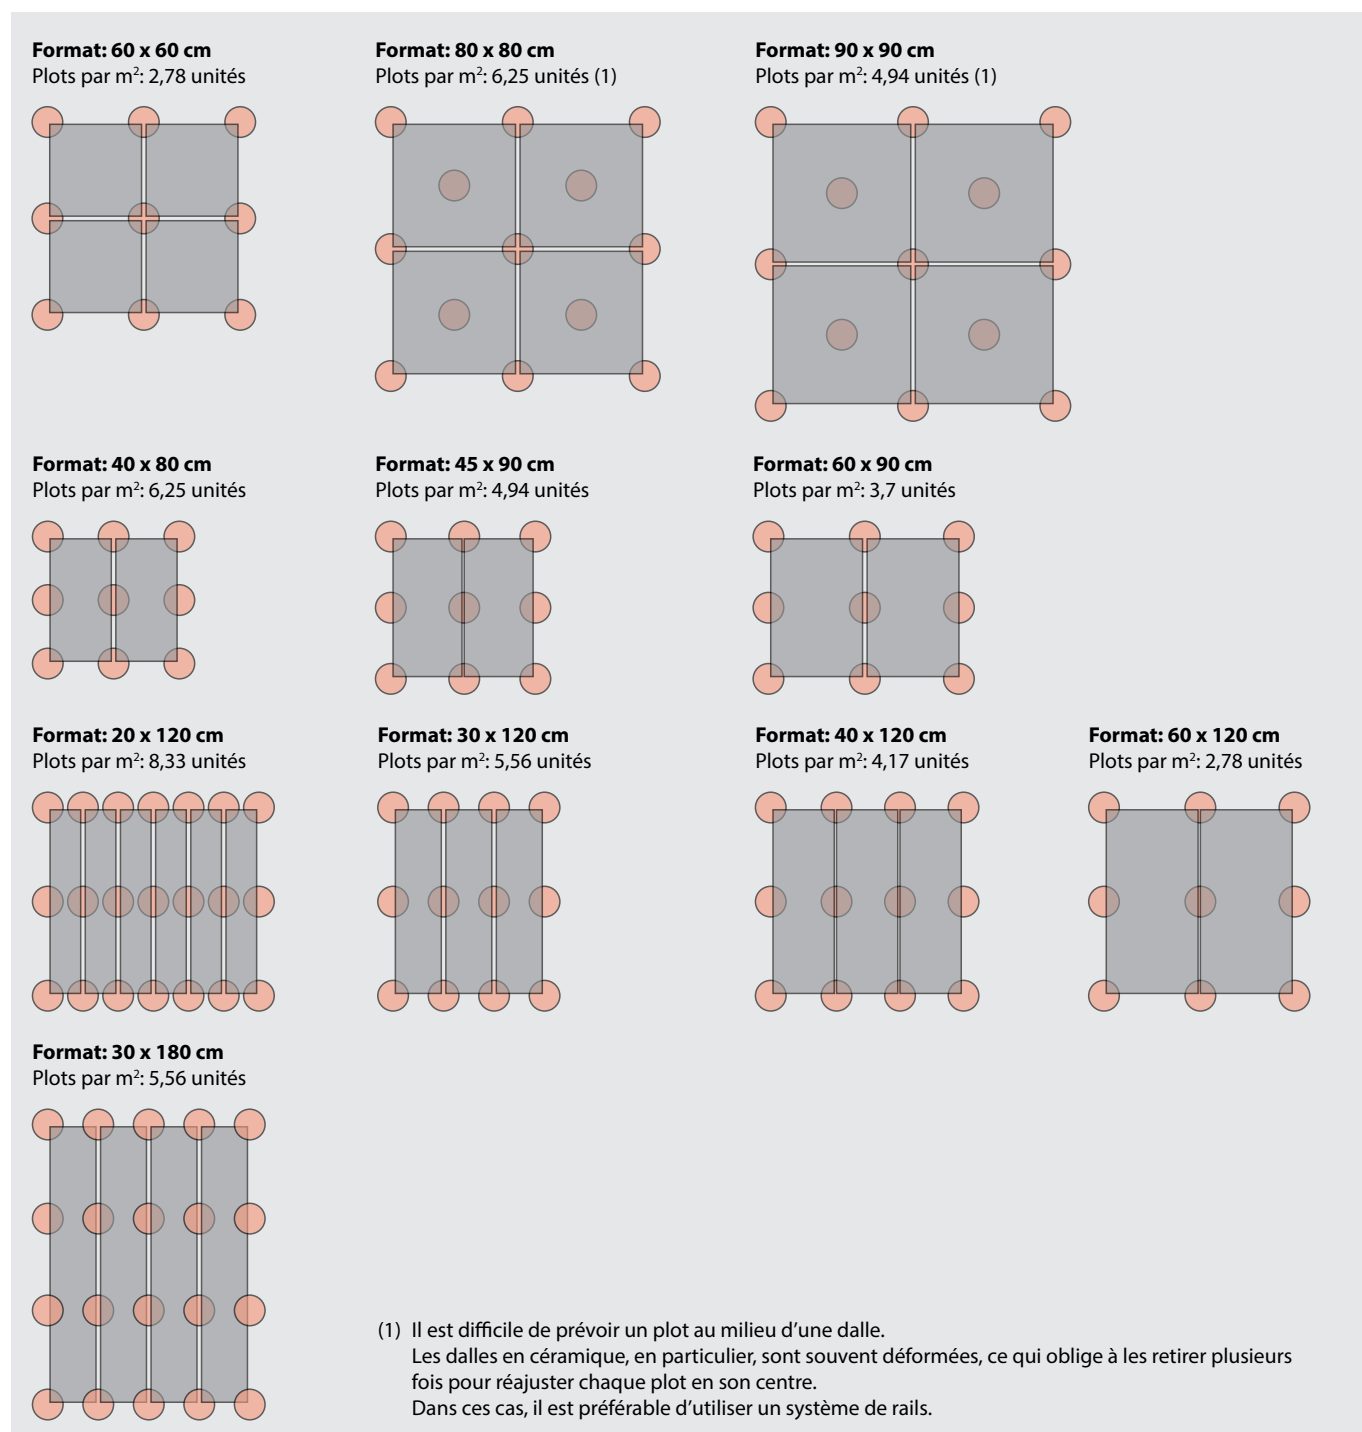 Format: 60 x 60 cm
Plots par m²: 2,78 unités
Format: 80 x 80 cm
Plots par m²: 6,25 unités (1)
Format: 90 x 90 cm
Plots par m²: 4,94 unités (1)
Format: 40 x 80 cm
Plots par m²: 6,25 unités
Format: 45 x 90 cm
Plots par m²: 4,94 unités
Format: 60 x 90 cm
Plots par m²: 3,7 unités
Format: 20 x 120 cm
Plots par m²: 8,33 unités
Format: 30 x 120 cm
Plots par m²: 5,56 unités
Format: 40 x 120 cm
Plots par m²: 4,17 unités
Format: 60 x 120 cm
Plots par m²: 2,78 unités
Format: 30 x 180 cm
Plots par m²: 5,56 unités
(1) Il est difficile de prévoir un plot au milieu d’une dalle.
Les dalles en céramique, en particulier, sont souvent déformées, ce qui oblige à les retirer plusieurs
fois pour réajuster chaque plot en son centre.
Dans ces cas, il est préférable d’utiliser un système de rails.